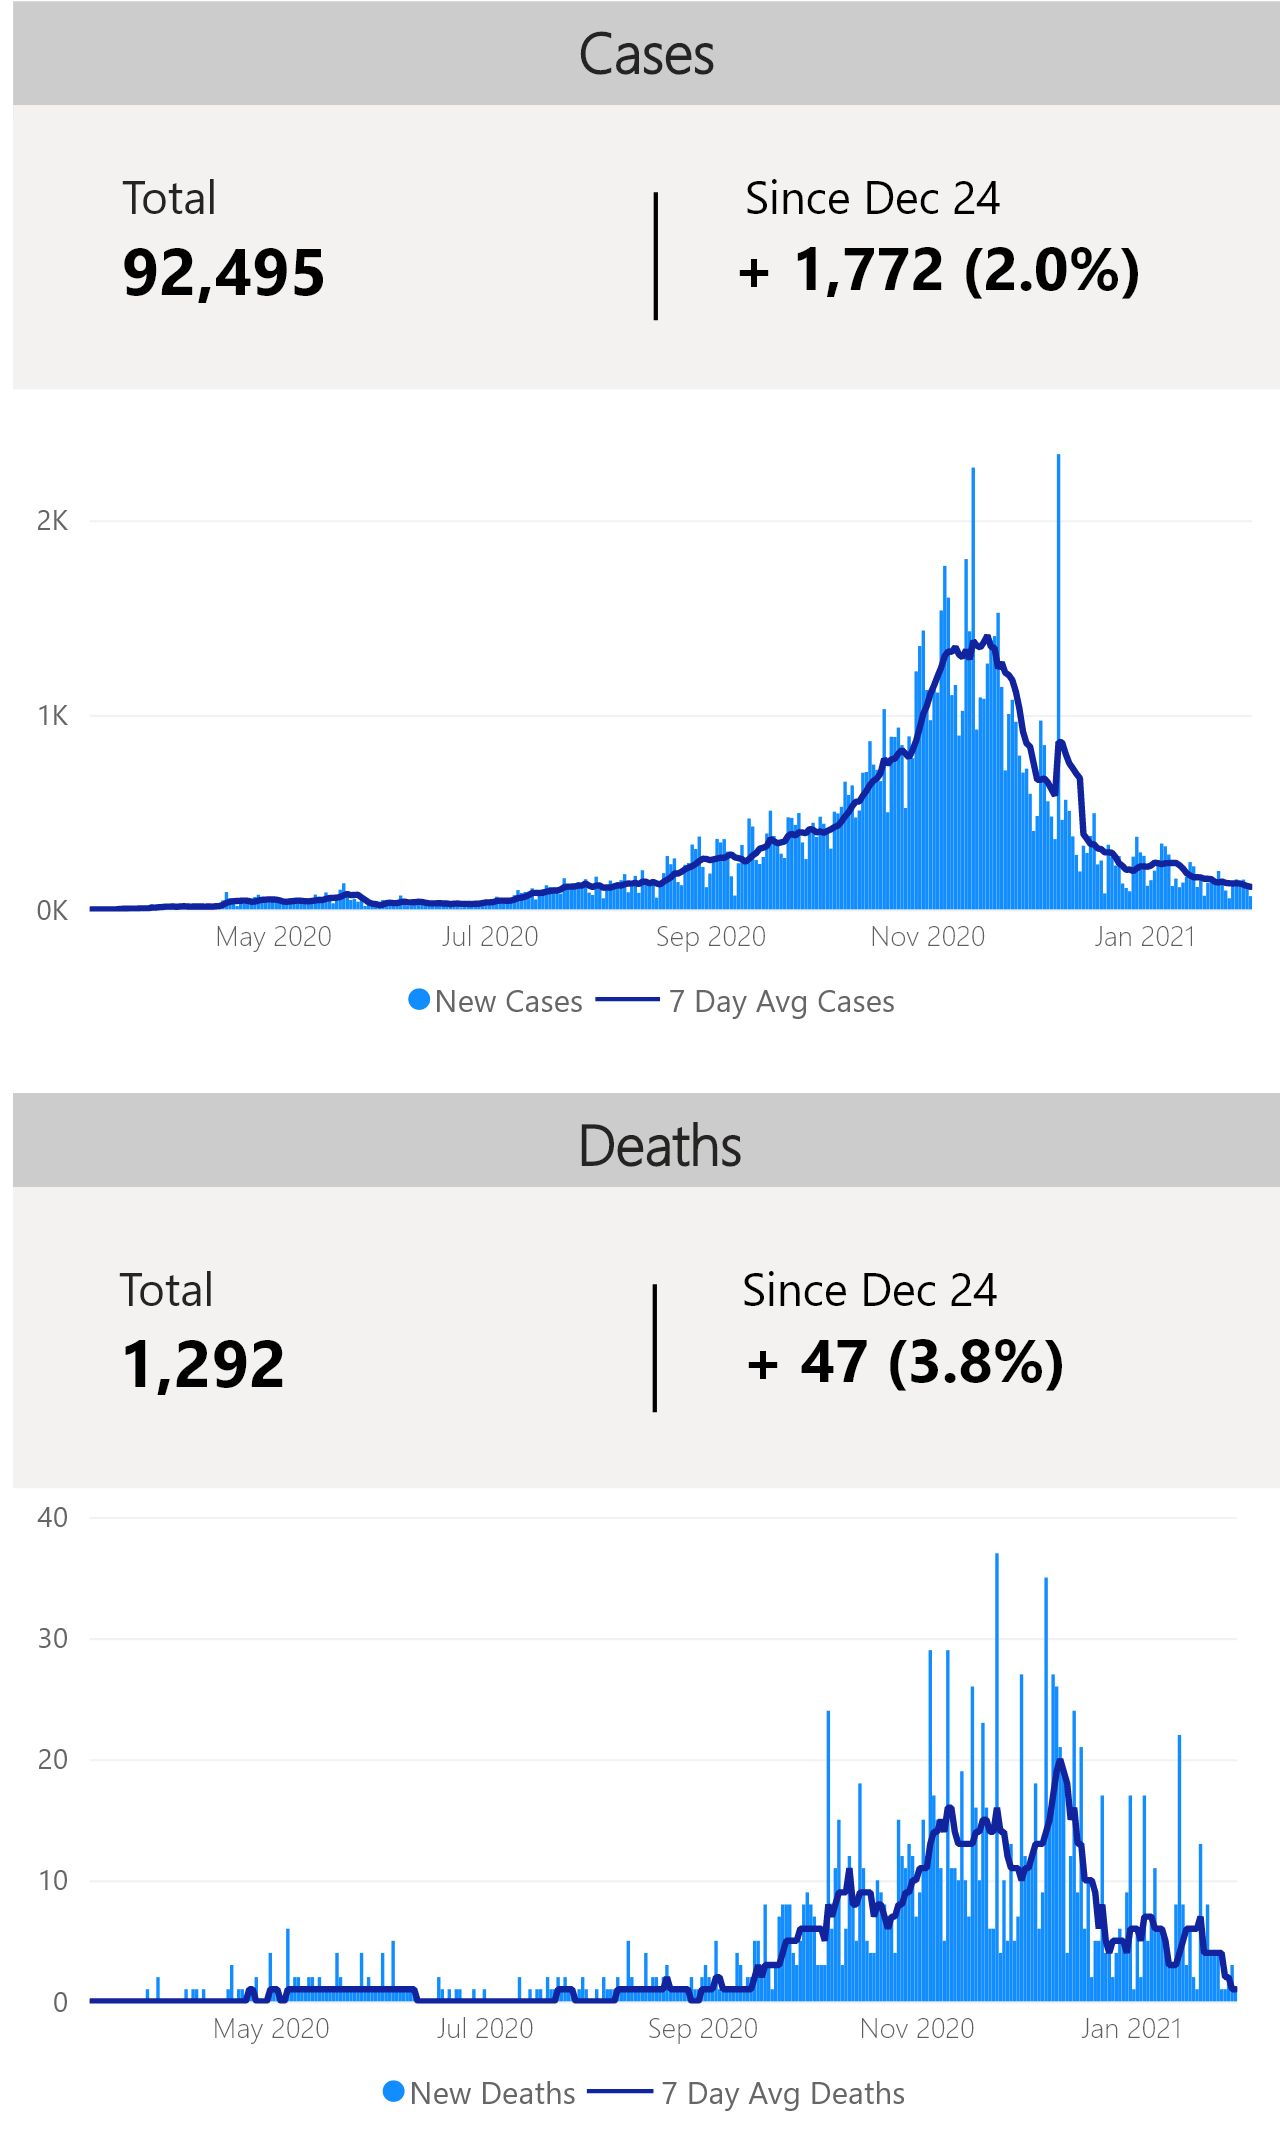 Cases
Total
Since Dec 24
92,495
+ 1,772 (2.0%)
2K
1K
0K
May 2020
Jul 2020
Sep 2020
Nov 2020
Jan 2021
New Cases
7 Day Avg Cases
Deaths
Total
Since Dec 24
1,292
+ 47 (3.8%)
40
30
20
10
0
May 2020
Jul 2020
Sep 2020
Nov 2020
Jan 2021
New Deaths
7 Day Avg Deaths